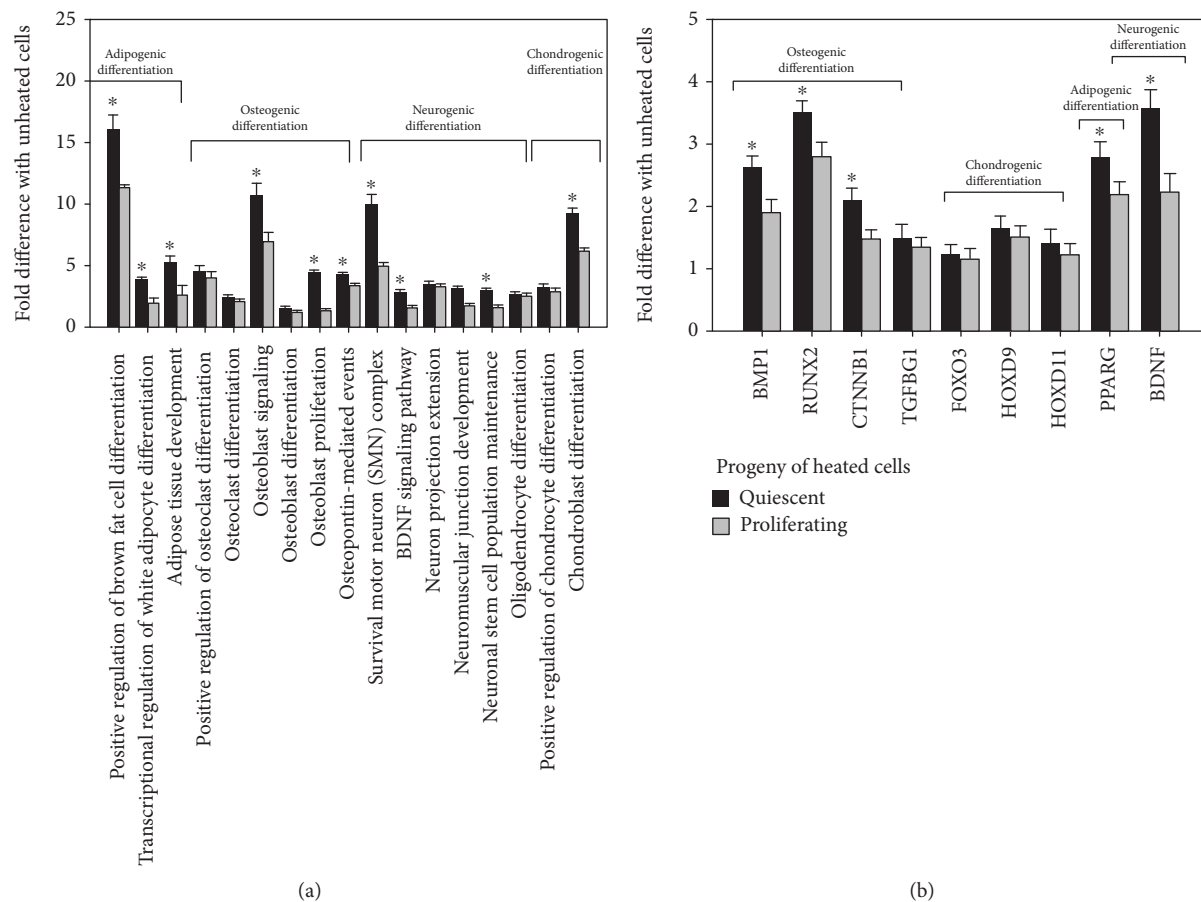 Fold difference with unheated cells
25
20
15
10
5
0
Adipogenic
differentiation
Osteogenic
differentiation
Neurogenic
differentiation
Chondrogenic
differentiation
*
*
*
*
*
*
*
*
*
*
Positive regulation of brown fat cell differentiation
Transcriptional regulation of white adipocyte differentiation
Adipose tissue development
Positive regulation of osteoclast differentiation
Osteoclast differentiation
Osteoblast signaling
Osteoblast differentiation
Osteoblast prolifetation
Osteopontin-mediated events
Survival motor neuron (SMN) complex
BDNF signaling pathway
Neuron projection extension
Neuromuscular junction development
Neuronal stem cell population maintenance
Oligodendrocyte differentiation
Positive regulation of chondrocyte differentiation
Chondroblast differentiation
(a)
Fold difference with unheated cells
5
4
3
2
1
0
Osteogenic
differentiation
Chondrogenic
differentiation
Adipogenic
differentiation
Neurogenic
differentiation
*
*
*
*
*
BMP1
RUNX2
CTNNB1
TGFBG1
FOXO3
HOXD9
HOXD11
PPARG
BDNF
Progeny of heated cells
Quiescent
Proliferating
(b)